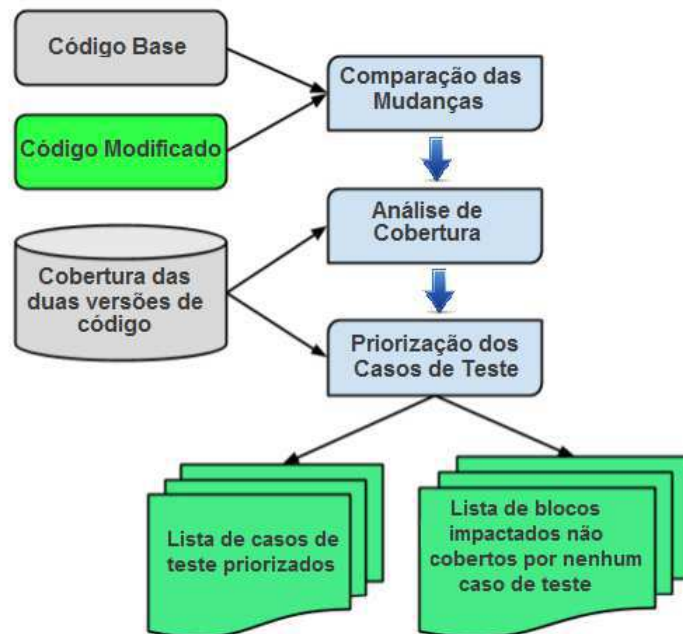 Código Base
Comparação das
Mudanças
Código Modificado
Análise de
Cobertura
Cobertura das
duas versões de
código
Priorização dos
Casos de Teste
Lista de casos de
teste priorizados
Lista de blocos
impactados não
cobertos por nenhum
caso de teste